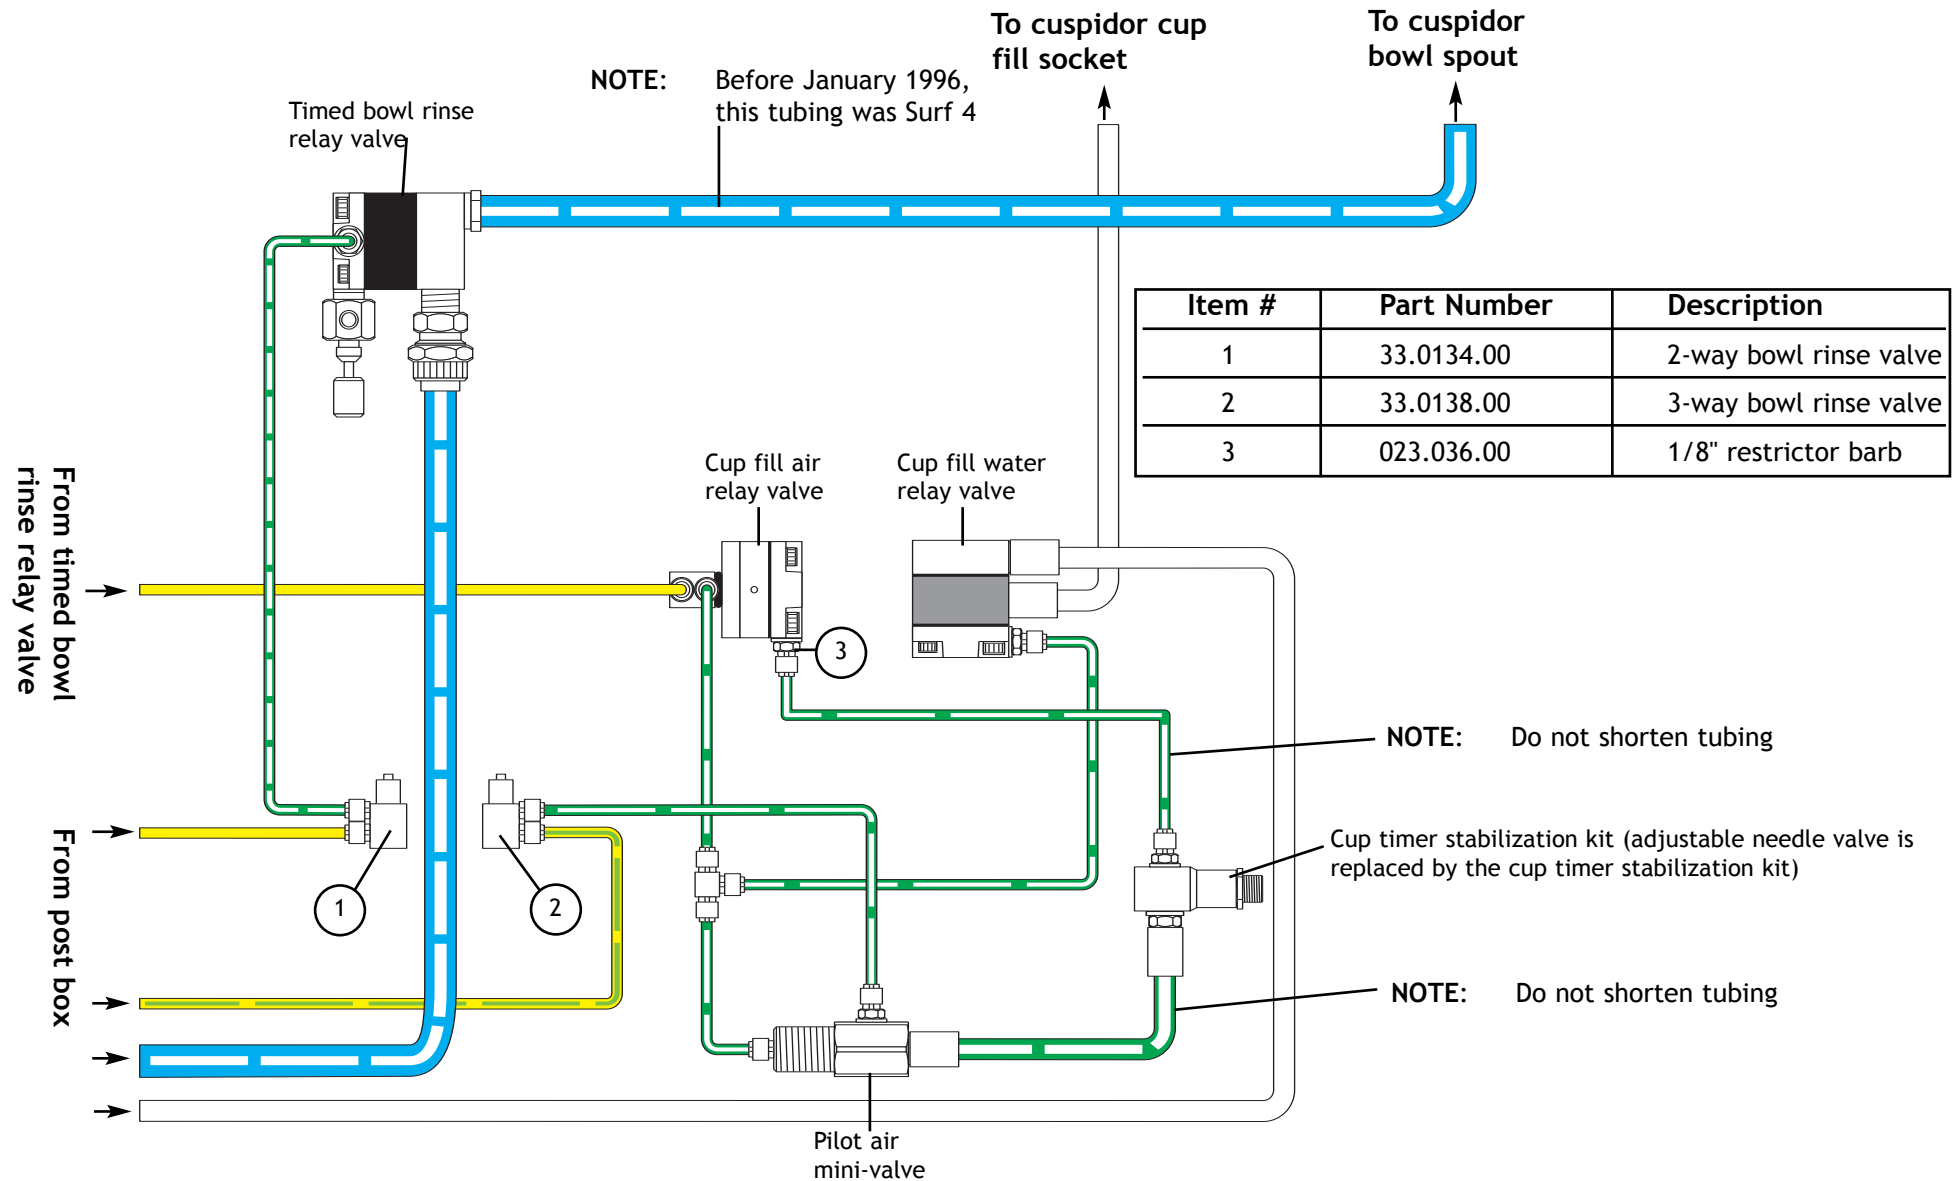 To cuspidor cup
fill socket
To cuspidor
bowl spout
NOTE: Before January 1996,
this tubing was Surf 4
Timed bowl rinse
relay valve
Item # Part Number Description
1 33.0134.00 2-way bowl rinse valve
2 33.0138.00 3-way bowl rinse valve
3 023.036.00 1/8" restrictor barb
Cup fill air
relay valve
Cup fill water
relay valve
From timed bowl
rinse relay valve
3
NOTE: Do not shorten tubing
From post box
1
2
Cup timer stabilization kit (adjustable needle valve is
replaced by the cup timer stabilization kit)
NOTE: Do not shorten tubing
Pilot air
mini-valve